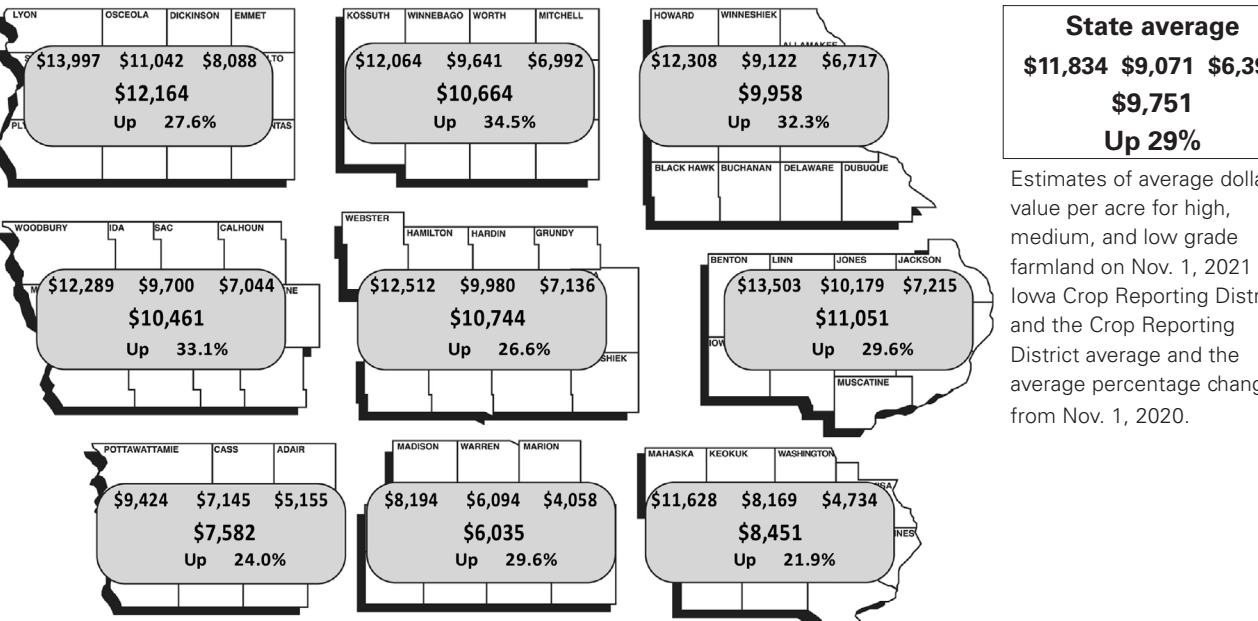 LYON OSCEOLA DICKINSON EMMET
$13,997 $11,042 $8,088
$12,164
Up 27.6%
KOSSUTH WINNEBAGO WORTH MITCHELL
$12,064 $9,641 $6,992
$10,664
Up 34.5%
HOWARD WINNESHIEK
ALLAMAKEE
$12,308 $9,122 $6,717
$9,958
Up 32.3%
BLACK HAWK BUCHANAN DELAWARE DUBUQUE
State average
$11,834 $9,071
$9,751
Up 29%
Estimates of average
value per acre for high,
medium, and low grade
farmland on Nov. 1, 2021
Iowa Crop Reporting
and the Crop Reporting
District average and the
average percentage
from Nov. 1, 2020.
WOODBURY IDA SAC CALHOUN
$12,289 $9,700 $7,044
$10,461
Up 33.1%
WEBSTER
HAMILTON HARDIN GRUNDY
$12,512 $9,980 $7,136
$10,744
Up 26.6%
BENTON LINN JONES JACKSON
$13,503 $10,179 $7,215
$11,051
Up 29.6%
MUSCATINE
POTTAWATTAMIE CASS ADAIR
$9,424 $7,145 $5,155
$7,582
Up 24.0%
MADISON WARREN MARION
$8,194 $6,094 $4,058
$6,035
Up 29.6%
MAHASKA KEOKUK WASHINGTON
$11,628 $8,169 $4,734
$8,451
Up 21.9%